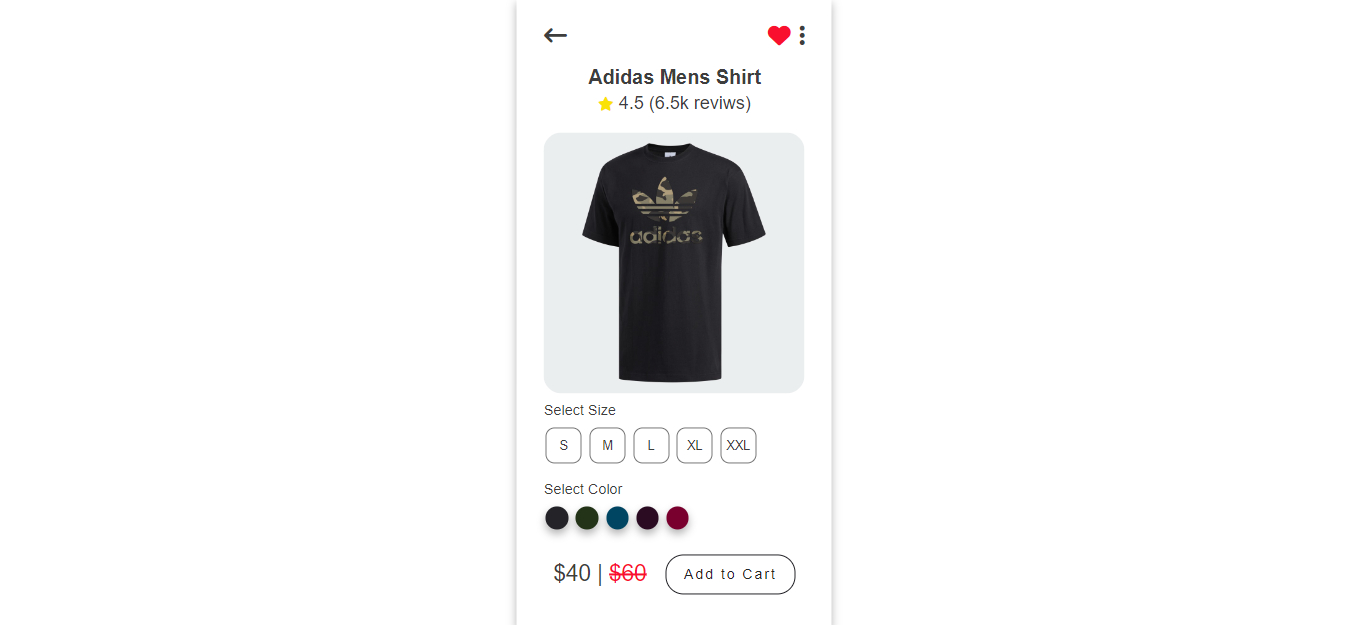 Adidas Mens Shirt
4.5 (6.5k reviws)
adidas
Select Size
S M L XL XXL
Select Color
$40 | $60 Add to Cart